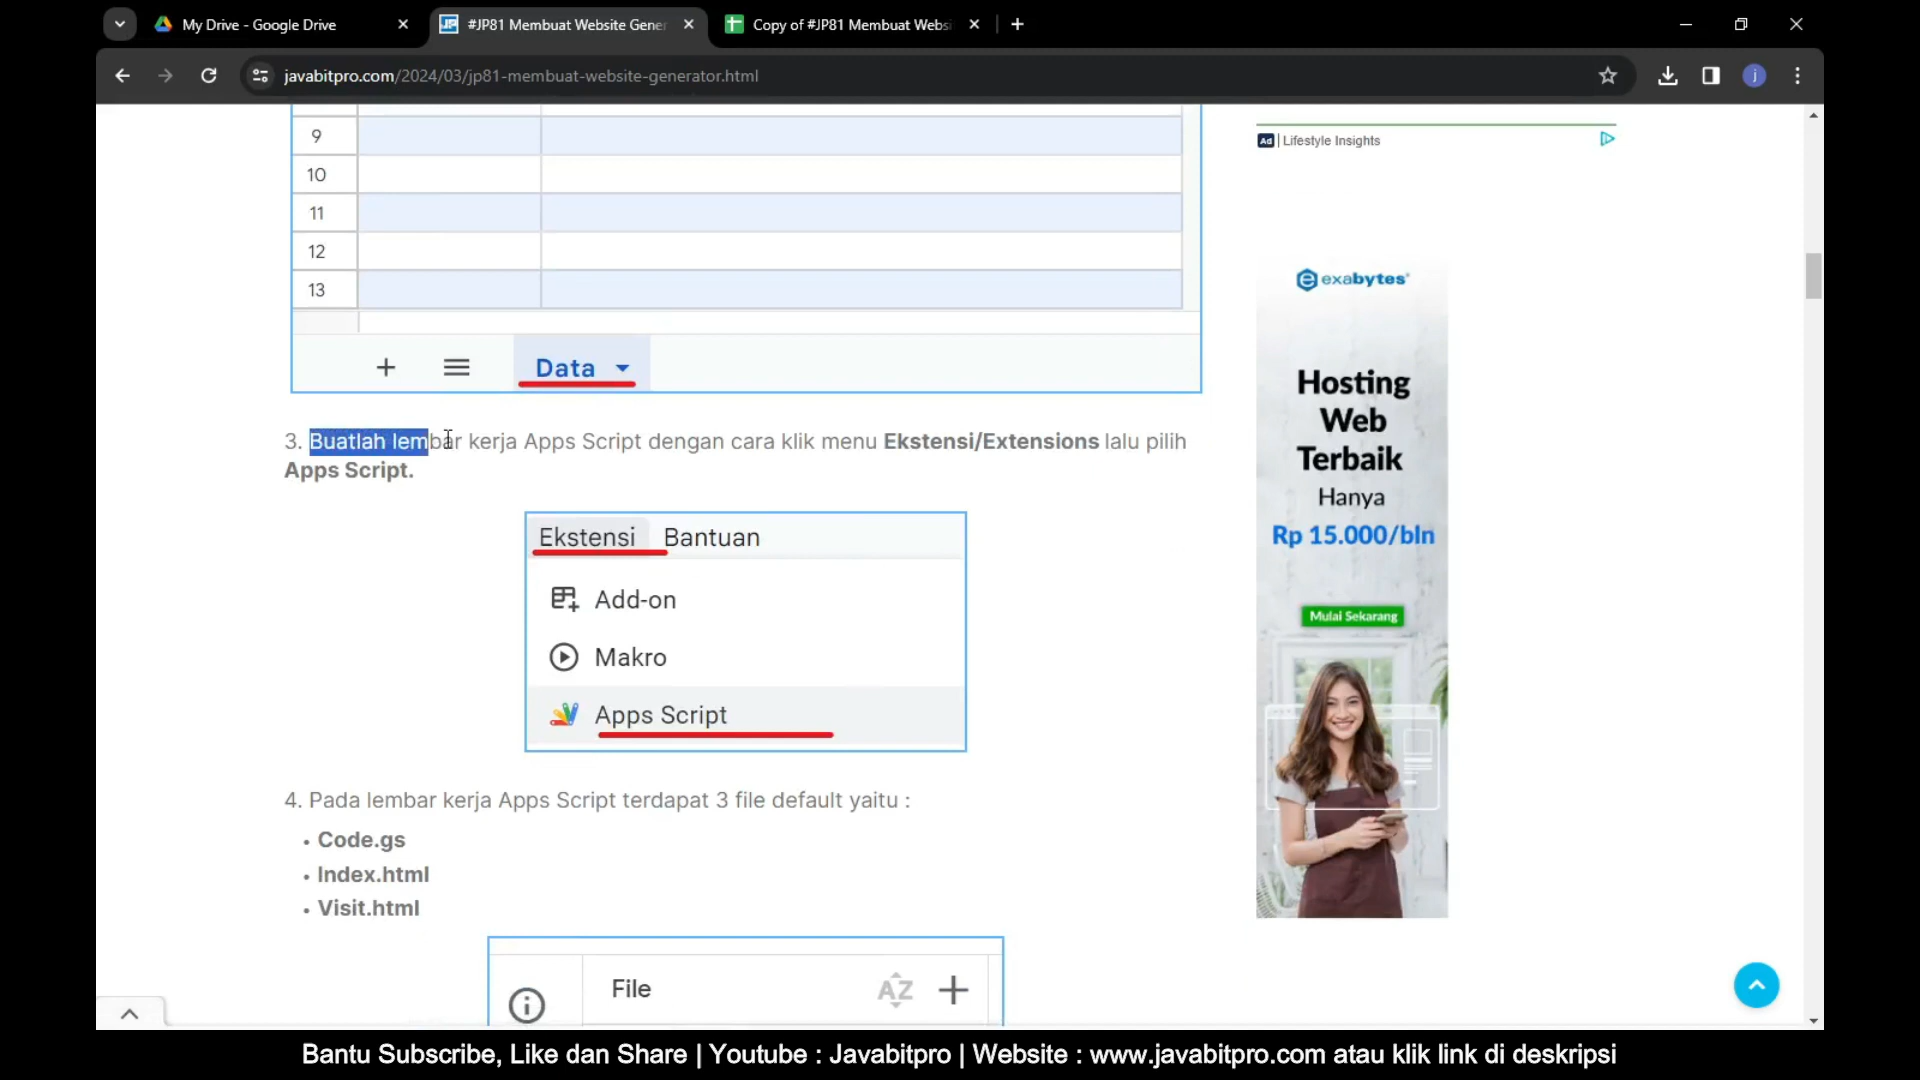 My Drive - Google Drive
#JP81 Membuat Website Gene
Copy of #JP81 Membuat Webs
javabitpro.com/2024/03/jp81-membuat-website-generator.html
j
9
10
11
12
13
Data
3. Buatlah lembar kerja Apps Script dengan cara klik menu Ekstensi/Extensions lalu pilih
Apps Script.
Ekstensi Bantuan
Add-on
Makro
Apps Script
4. Pada lembar kerja Apps Script terdapat 3 file default yaitu :
• Code.gs
• Index.html
• Visit.html
File
AZ
Ad | Lifestyle Insights
exabytes
Hosting
Web
Terbaik
Hanya
Rp 15.000/bln
Mulai Sekarang
Bantu Subscribe, Like dan Share | Youtube : Javabitpro | Website : www.javabitpro.com atau klik link di deskripsi